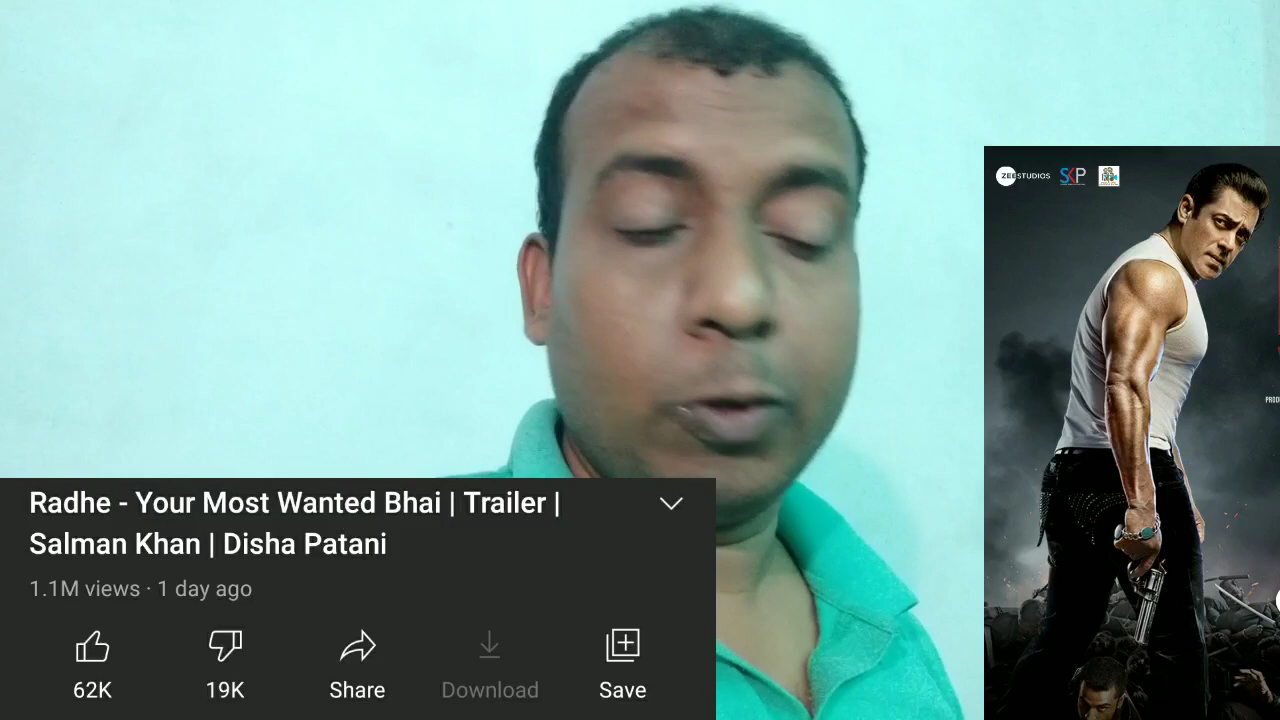 Radhe - Your Most Wanted Bhai | Trailer |
Salman Khan | Disha Patani
1.1M views · 1 day ago
62K
19K
Share
Download
Save
ZEESTUDIOS
SKP